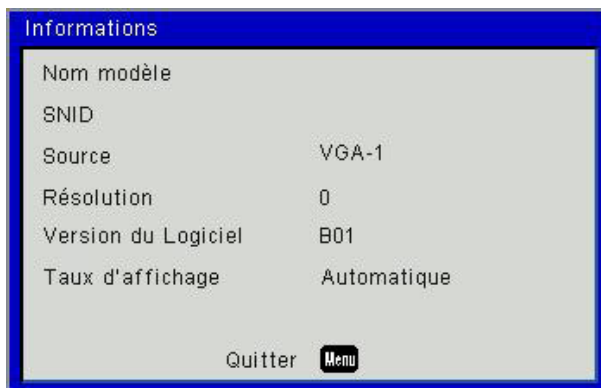 Informations
Nom modèle
SNID
Source VGA-1
Résolution 0
Version du Logiciel B01
Taux d'affichage Automatique
Quitter Menu